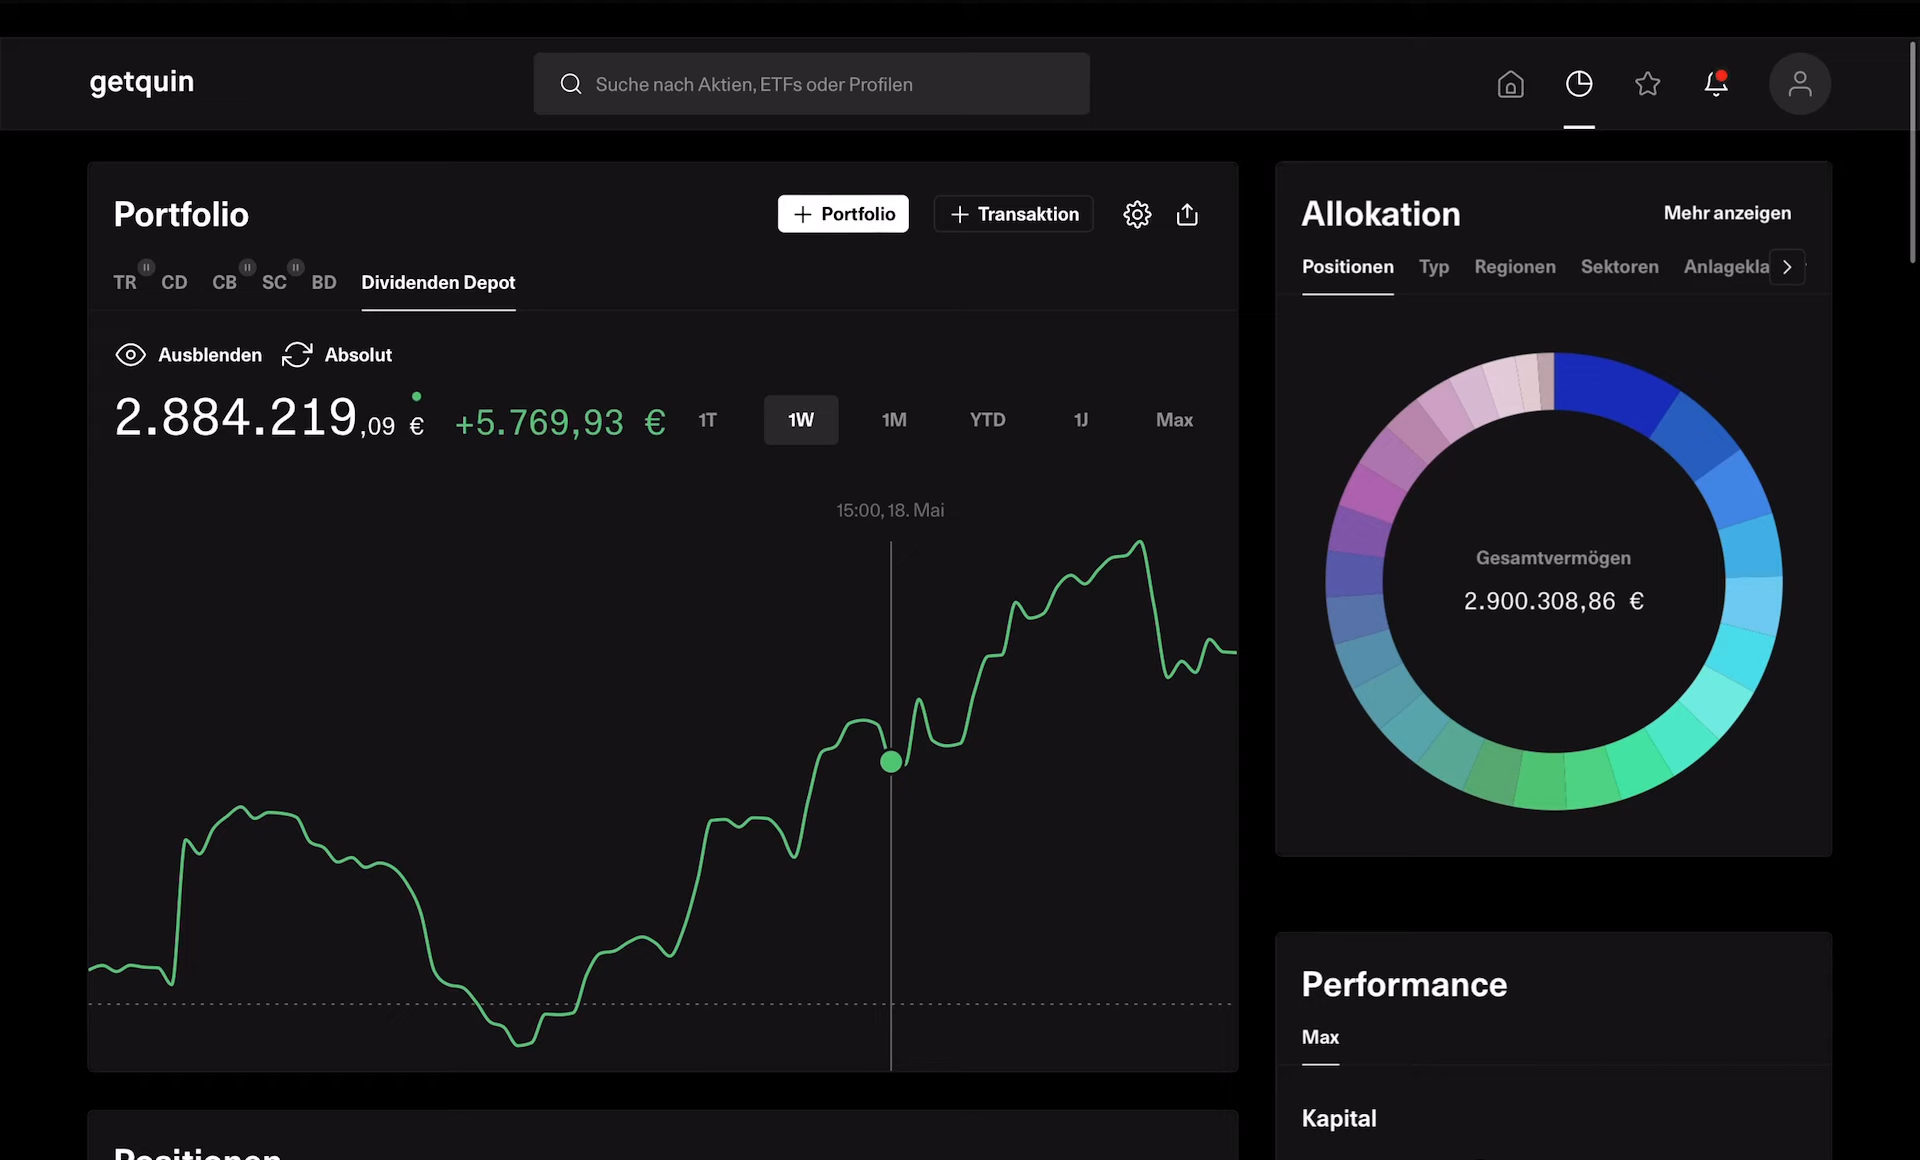 getquin
Suche nach Aktien, ETFs oder Profilen
Portfolio
+ Portfolio
+ Transaktion
TR CD CB SC BD Dividenden Depot
Ausblenden Absolut
2.884.219,09 € +5.769,93 €
1T 1W 1M YTD 1J Max
15:00, 18. Mai
Positionen
Allokation
Mehr anzeigen
Positionen Typ Regionen Sektoren Anlagekla
Gesamtvermögen
2.900.308,86 €
Performance
Max
Kapital